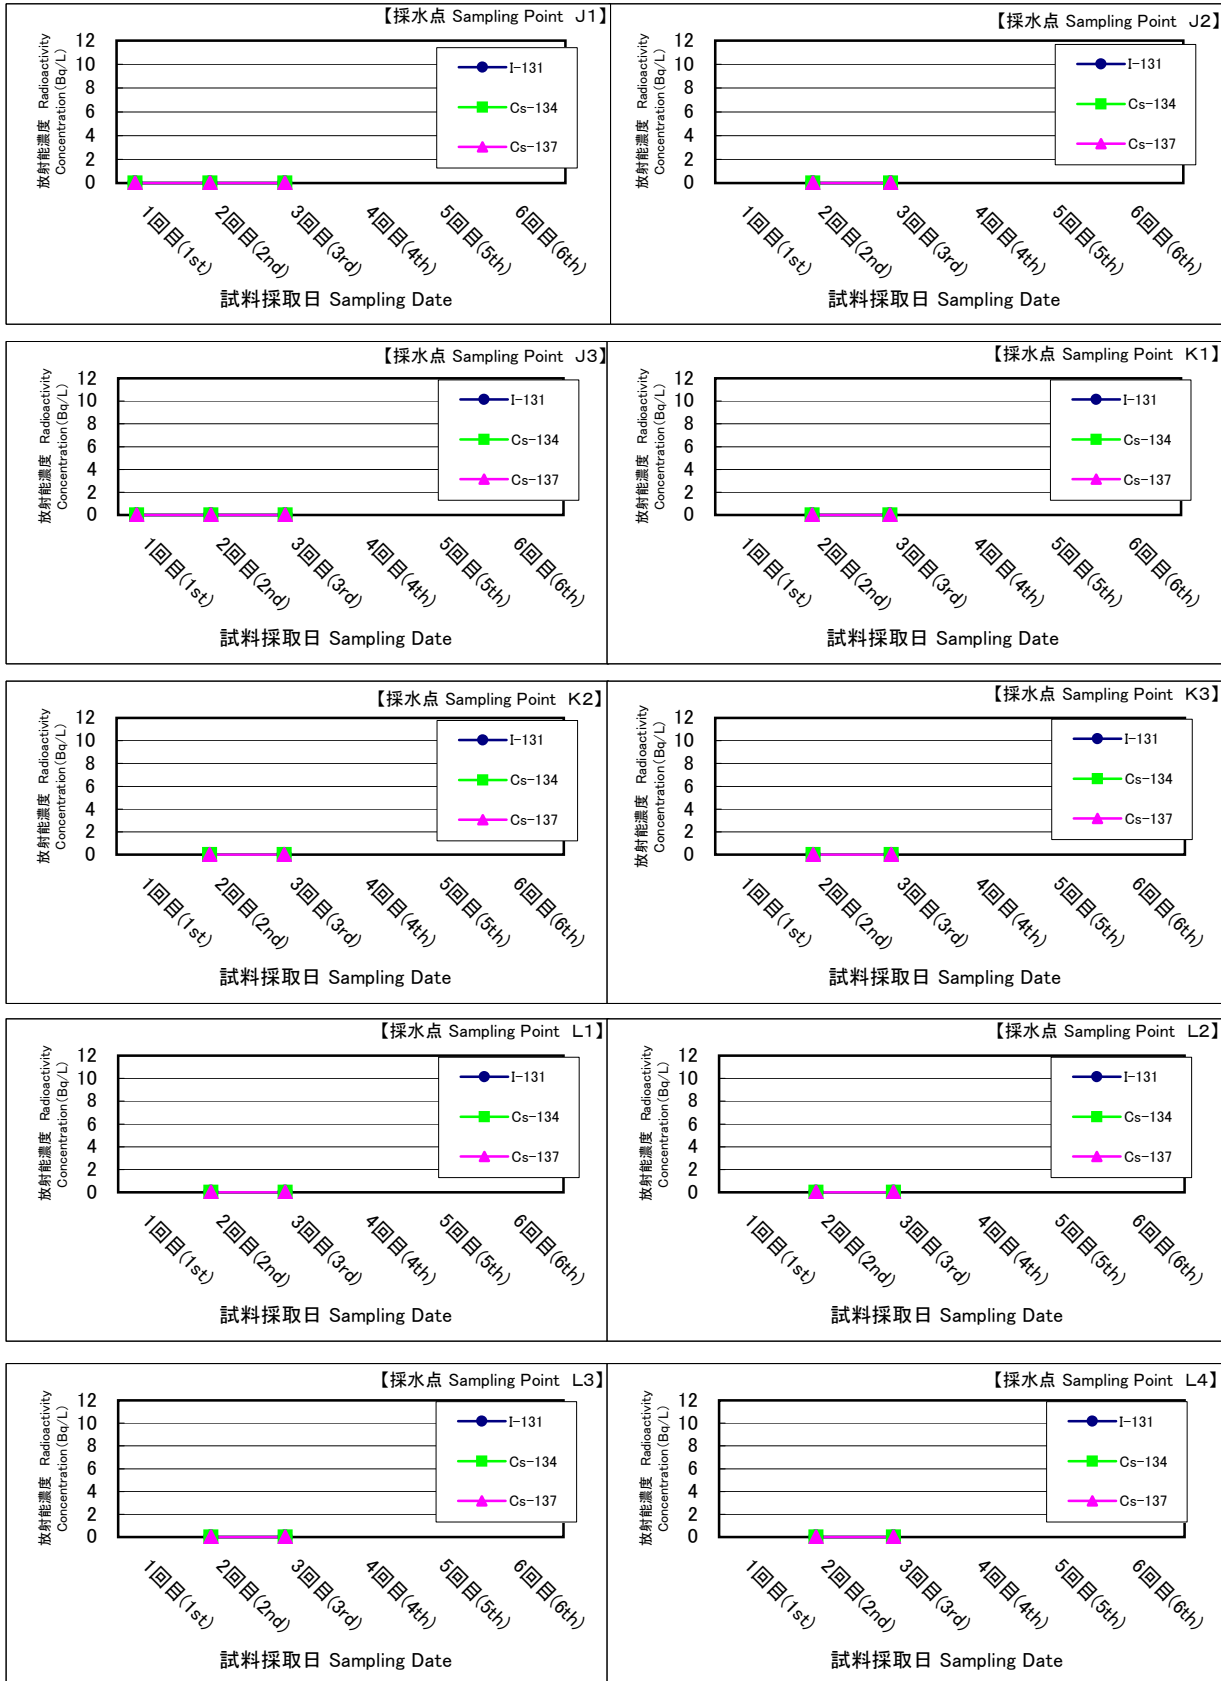 【採水点 Sampling Point J1】
放射能濃度 Radioactivity
Concentration(Bq/L)
12
10
8
6
4
2
0
I-131
Cs-134
Cs-137
1回目(1st)
2回目(2nd)
3回目(3rd)
4回目(4th)
5回目(5th)
6回目(6th)
試料採取日 Sampling Date
【採水点 Sampling Point J2】
放射能濃度 Radioactivity
Concentration(Bq/L)
12
10
8
6
4
2
0
I-131
Cs-134
Cs-137
1回目(1st)
2回目(2nd)
3回目(3rd)
4回目(4th)
5回目(5th)
6回目(6th)
試料採取日 Sampling Date
【採水点 Sampling Point J3】
放射能濃度 Radioactivity
Concentration(Bq/L)
12
10
8
6
4
2
0
I-131
Cs-134
Cs-137
1回目(1st)
2回目(2nd)
3回目(3rd)
4回目(4th)
5回目(5th)
6回目(6th)
試料採取日 Sampling Date
【採水点 Sampling Point K1】
放射能濃度 Radioactivity
Concentration(Bq/L)
12
10
8
6
4
2
0
I-131
Cs-134
Cs-137
1回目(1st)
2回目(2nd)
3回目(3rd)
4回目(4th)
5回目(5th)
6回目(6th)
試料採取日 Sampling Date
【採水点 Sampling Point K2】
放射能濃度 Radioactivity
Concentration(Bq/L)
12
10
8
6
4
2
0
I-131
Cs-134
Cs-137
1回目(1st)
2回目(2nd)
3回目(3rd)
4回目(4th)
5回目(5th)
6回目(6th)
試料採取日 Sampling Date
【採水点 Sampling Point K3】
放射能濃度 Radioactivity
Concentration(Bq/L)
12
10
8
6
4
2
0
I-131
Cs-134
Cs-137
1回目(1st)
2回目(2nd)
3回目(3rd)
4回目(4th)
5回目(5th)
6回目(6th)
試料採取日 Sampling Date
【採水点 Sampling Point L1】
放射能濃度 Radioactivity
Concentration(Bq/L)
12
10
8
6
4
2
0
I-131
Cs-134
Cs-137
1回目(1st)
2回目(2nd)
3回目(3rd)
4回目(4th)
5回目(5th)
6回目(6th)
試料採取日 Sampling Date
【採水点 Sampling Point L2】
放射能濃度 Radioactivity
Concentration(Bq/L)
12
10
8
6
4
2
0
I-131
Cs-134
Cs-137
1回目(1st)
2回目(2nd)
3回目(3rd)
4回目(4th)
5回目(5th)
6回目(6th)
試料採取日 Sampling Date
【採水点 Sampling Point L3】
放射能濃度 Radioactivity
Concentration(Bq/L)
12
10
8
6
4
2
0
I-131
Cs-134
Cs-137
1回目(1st)
2回目(2nd)
3回目(3rd)
4回目(4th)
5回目(5th)
6回目(6th)
試料採取日 Sampling Date
【採水点 Sampling Point L4】
放射能濃度 Radioactivity
Concentration(Bq/L)
12
10
8
6
4
2
0
I-131
Cs-134
Cs-137
1回目(1st)
2回目(2nd)
3回目(3rd)
4回目(4th)
5回目(5th)
6回目(6th)
試料採取日 Sampling Date